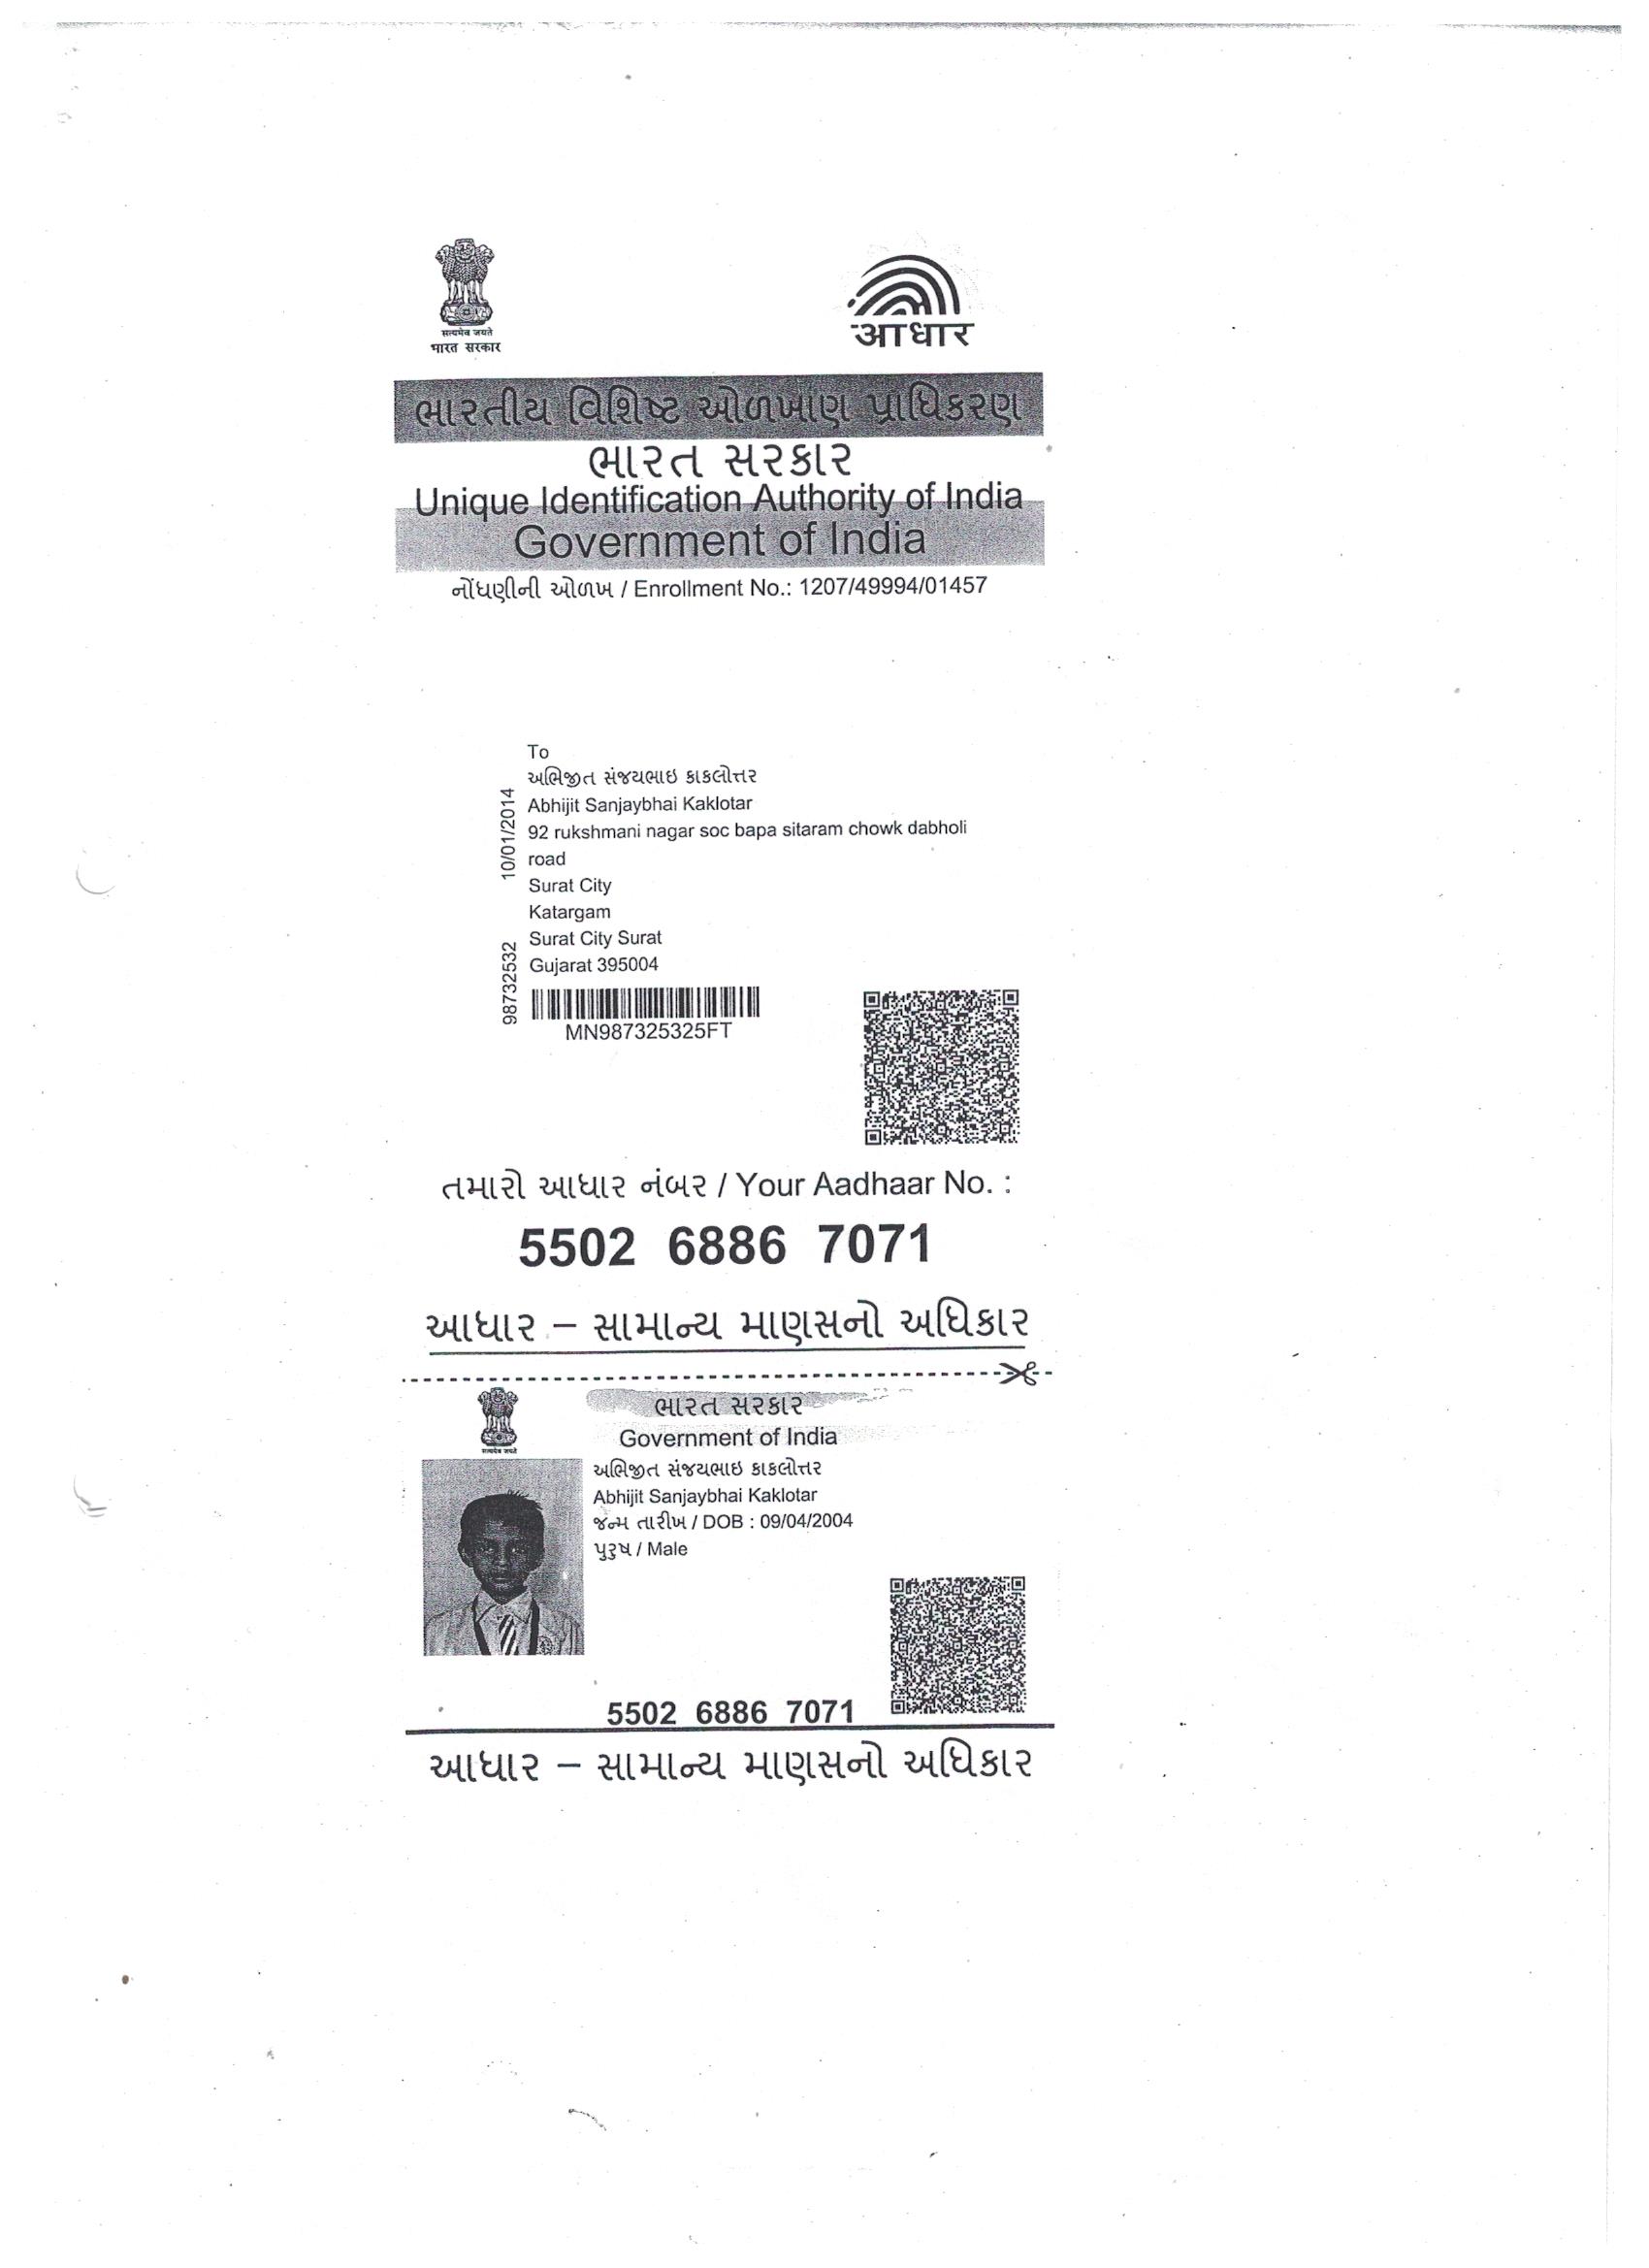 सत्यमेव जयते
भारत सरकार
आधार
ભારતીય વિશિષ્ટ ઓળખાણ પ્રાધિકરણ
ભારત સરકાર
Unique Identification Authority of India
Government of India
નોંધણીની ઓળખ / Enrollment No.: 1207/49994/01457
To
અભિજીત સંજયભાઇ કાકલોત્તર
Abhijit Sanjaybhai Kaklotar
92 rukshmani nagar soc bapa sitaram chowk dabholi
road
Surat City
Katargam
Surat City Surat
Gujarat 395004
10/01/2014
98732532
MN987325325FT
તમારો આધાર નંબર / Your Aadhaar No. :
5502 6886 7071
આધાર – સામાન્ય માણસનો અધિકાર
ભારત સરકાર
Government of India
सत्यमेव जयते
અભિજીત સંજયભાઇ કાકલોત્તર
Abhijit Sanjaybhai Kaklotar
જન્મ તારીખ / DOB : 09/04/2004
પુરુષ / Male
5502 6886 7071
આધાર – સામાન્ય માણસનો અધિકાર